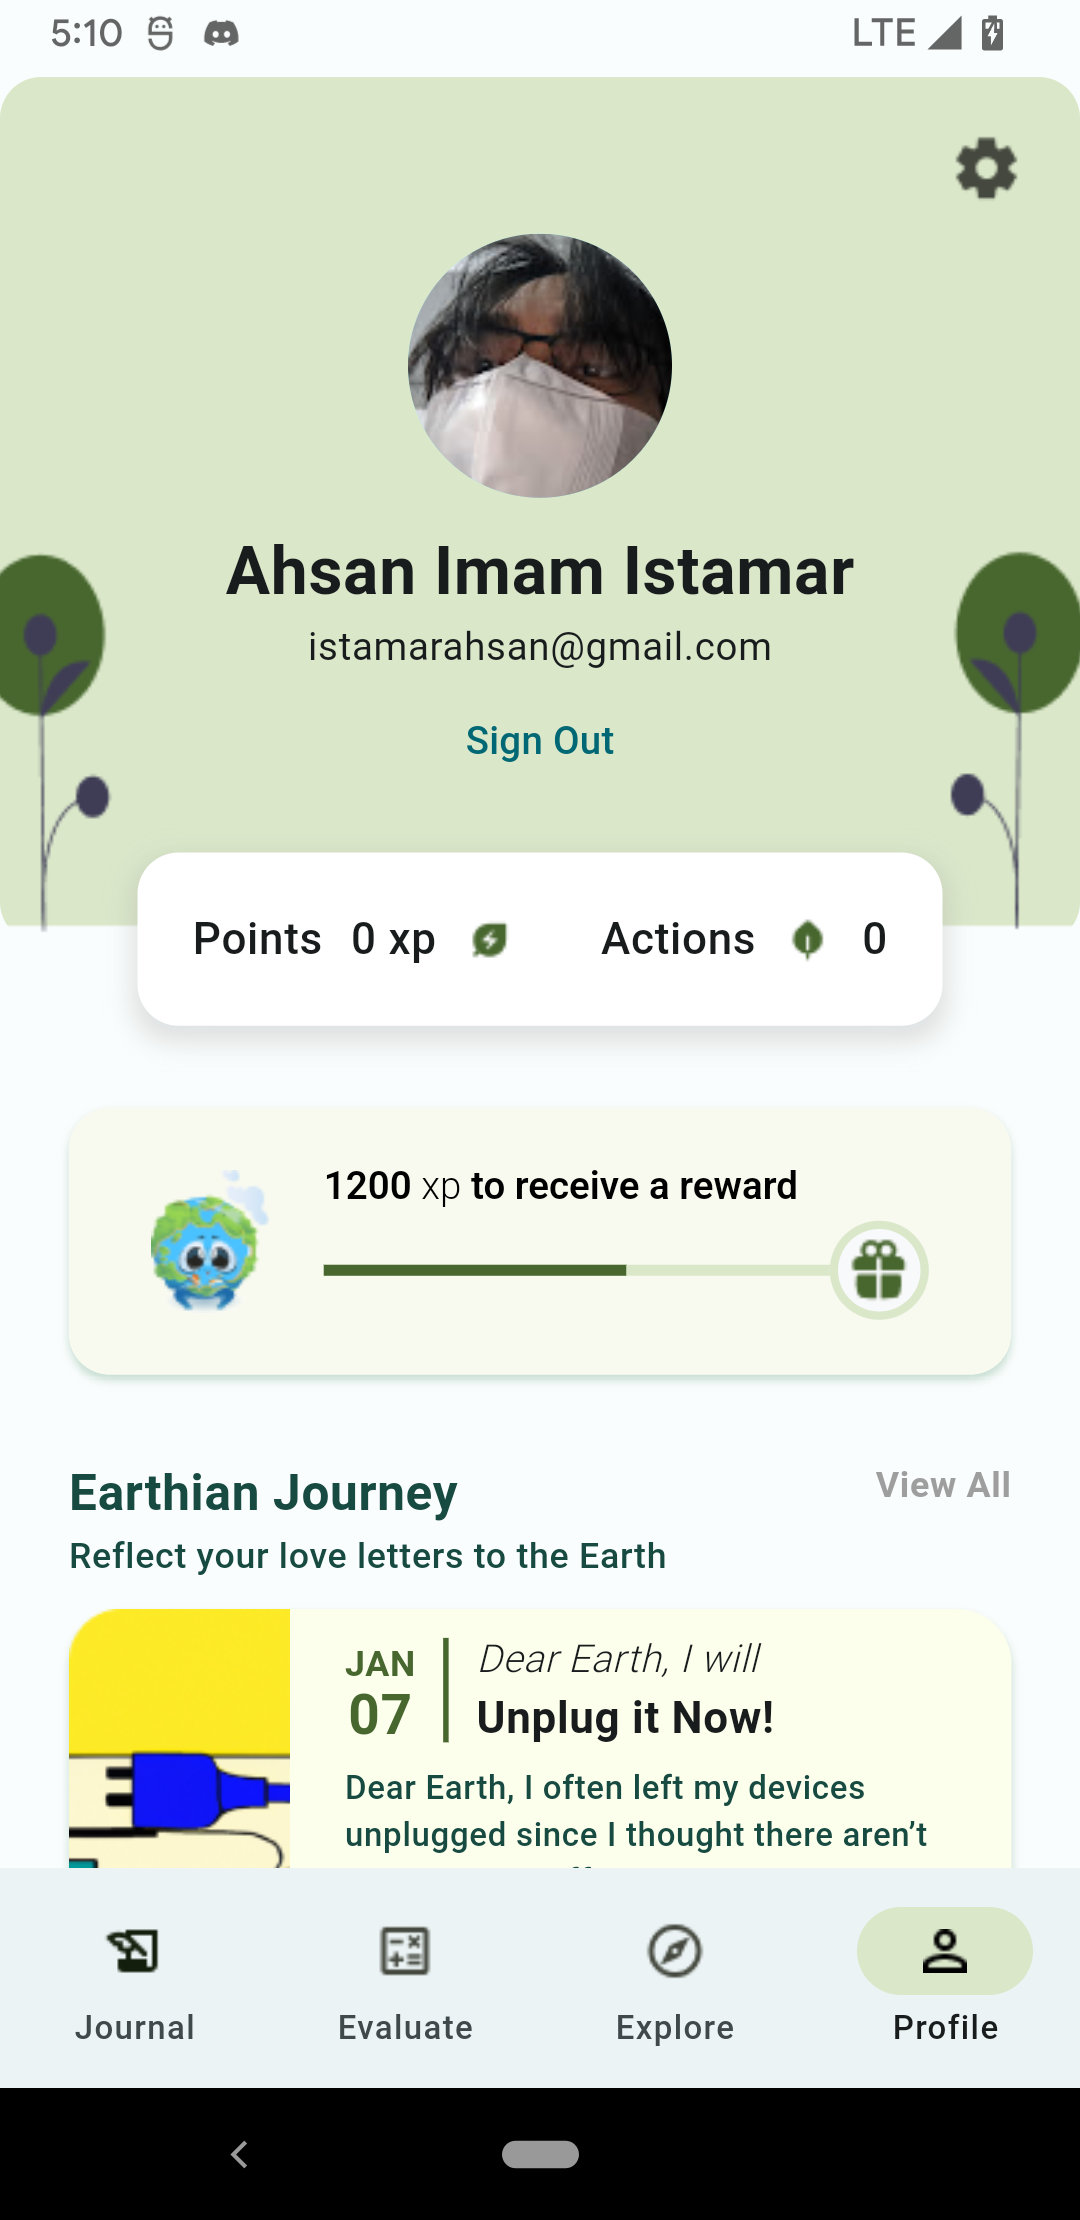 5:10 LTE
Ahsan Imam Istamar
istamarahsan@gmail.com
Sign Out
Points 0 xp Actions 0
1200 xp to receive a reward
Earthian Journey View All
Reflect your love letters to the Earth
JAN
07
Dear Earth, I will
Unplug it Now!
Dear Earth, I often left my devices
unplugged since I thought there aren’t
Journal Evaluate Explore Profile